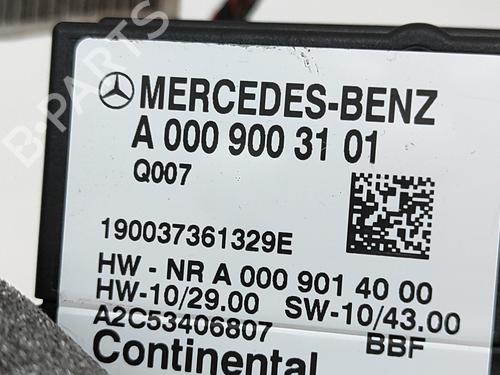 MERCEDES-BENZ
A 000 900 31 01
Q007
190037361329E
HW - NR A 000 901 40 00
HW-10/29.00 SW-10/43.00
A2C53406807 BBF
Continental
B-PARTS